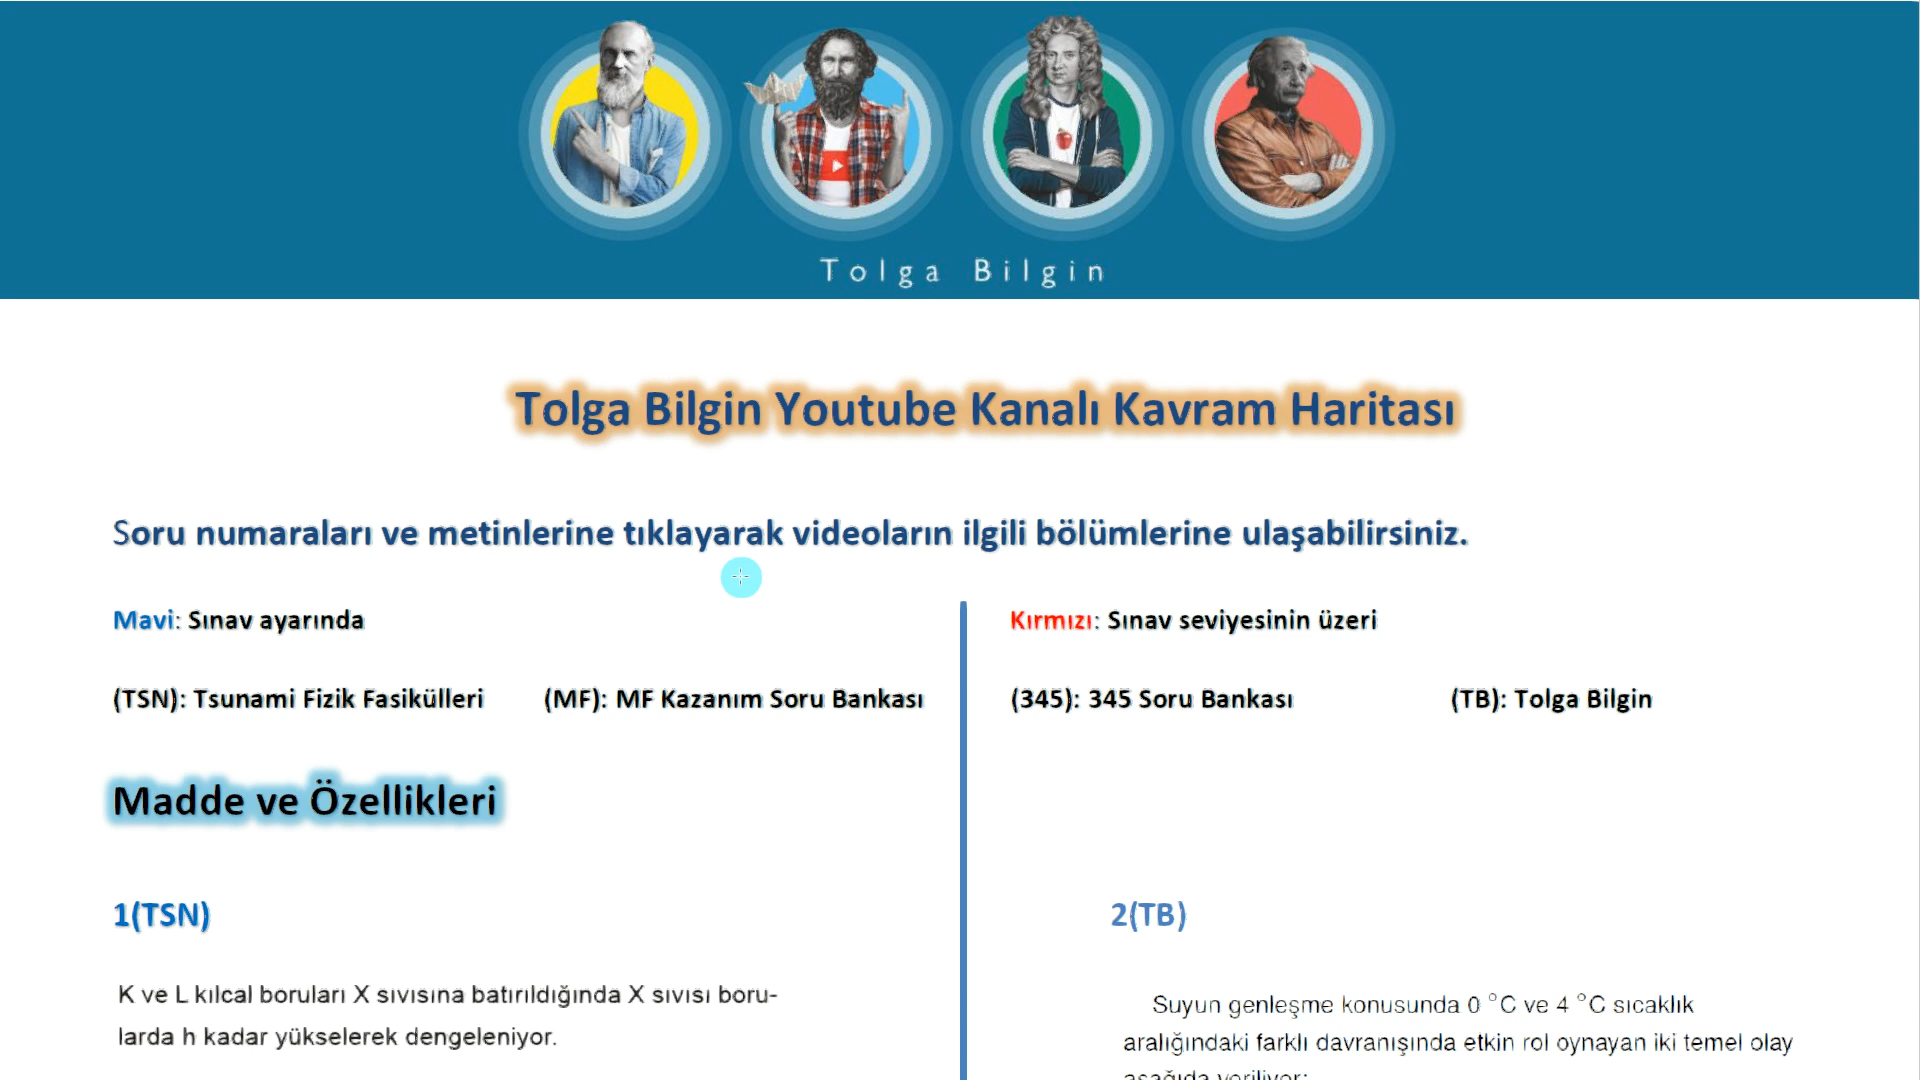 Tolga Bilgin
Tolga Bilgin Youtube Kanalı Kavram Haritası
Soru numaraları ve metinlerine tıklayarak videoların ilgili bölümlerine ulaşabilirsiniz.
Mavi: Sınav ayarında
(TSN): Tsunami Fizik Fasikülleri (MF): MF Kazanım Soru Bankası
Kırmızı: Sınav seviyesinin üzeri
(345): 345 Soru Bankası (TB): Tolga Bilgin
Madde ve Özellikleri
1(TSN)
K ve L kılcal boruları X sıvısına batırıldığında X sıvısı boru-
larda h kadar yükselerek dengeleniyor.
2(TB)
Suyun genleşme konusunda 0 °C ve 4 °C sıcaklık
aralığındaki farklı davranışında etkin rol oynayan iki temel olay
aşağıda veriliyor: